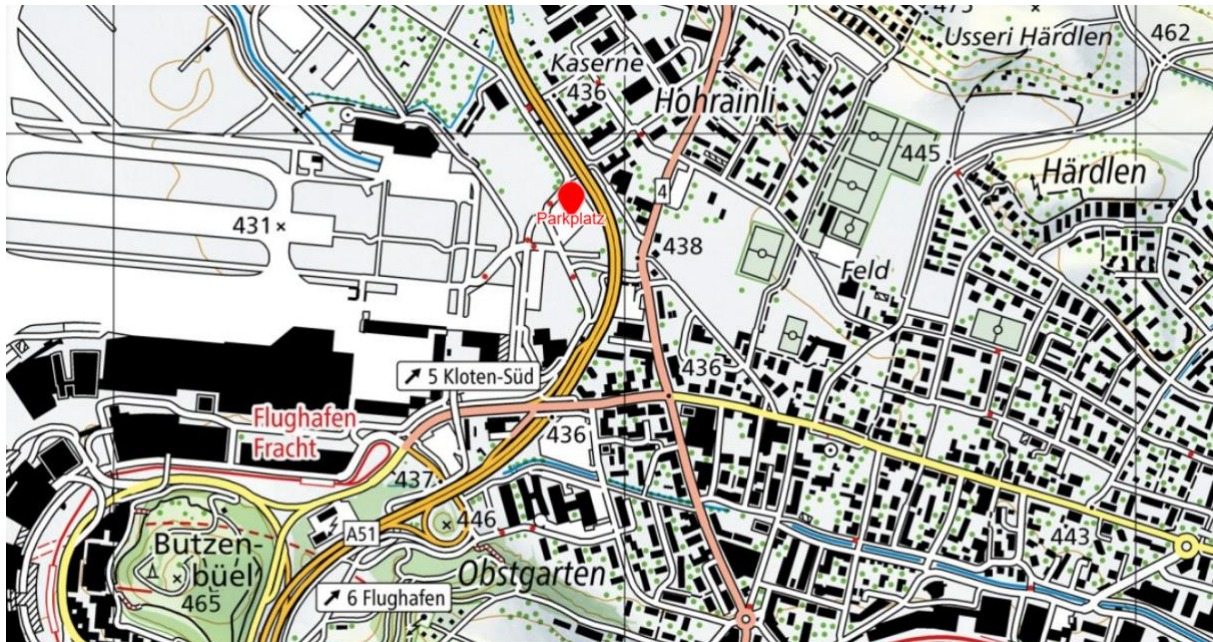 475
Usseri Härdlen
462
Kaserne
436
Hohrainli
445
Härdlen
4
Parkplatz
431
438
Feld
5 Kloten-Süd
436
Flughafen
Fracht
436
437
446
A51
443
Butzen-
büel
465
Obstgarten
6 Flughafen